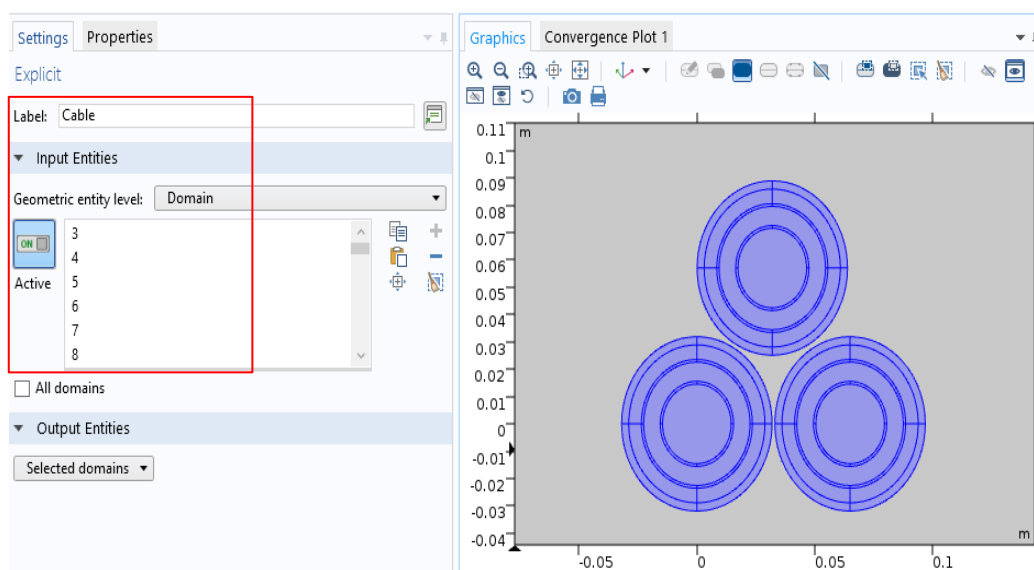 Settings Properties
Explicit
Label: Cable
Input Entities
Geometric entity level: Domain
ON
Active
3
4
5
6
7
8
All domains
Output Entities
Selected domains
Graphics Convergence Plot 1
m
0.11
0.1
0.09
0.08
0.07
0.06
0.05
0.04
0.03
0.02
0.01
0
-0.01
-0.02
-0.03
-0.04
m
-0.05 0 0.05 0.1